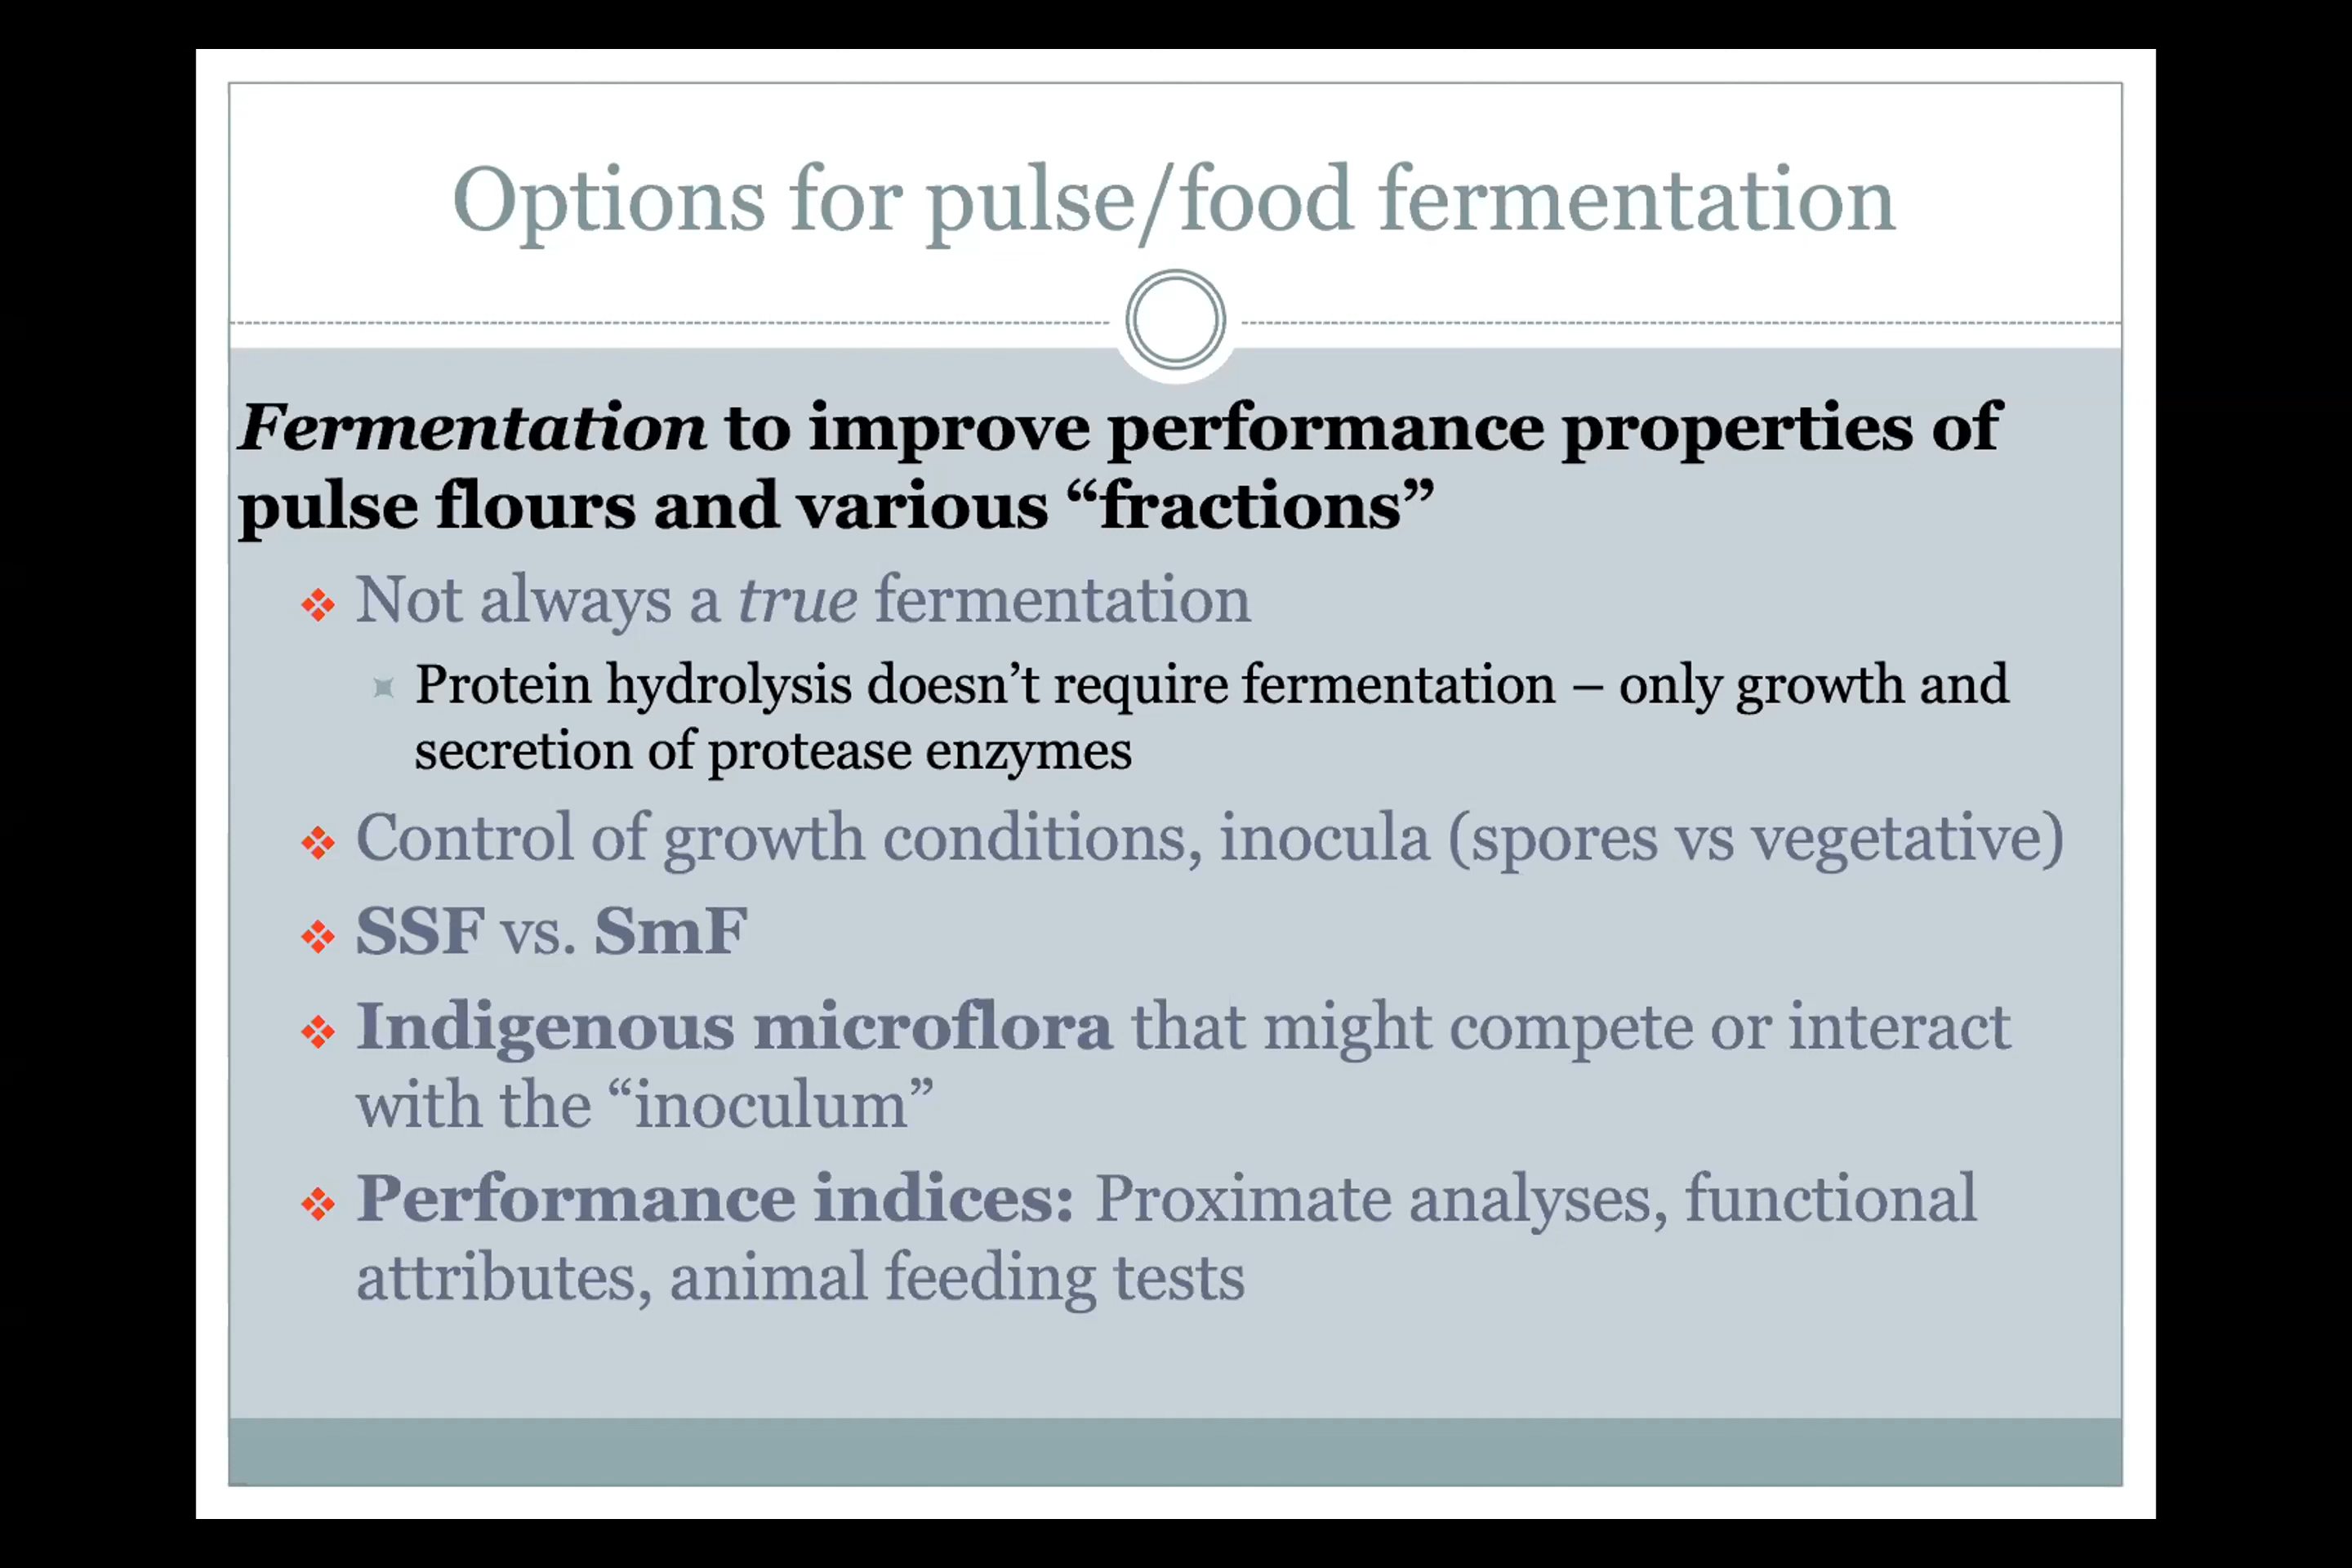 Options for pulse/food fermentation
Fermentation to improve performance properties of
pulse flours and various “fractions”
Not always a true fermentation
Protein hydrolysis doesn’t require fermentation – only growth and
secretion of protease enzymes
Control of growth conditions, inocula (spores vs vegetative)
SSF vs. SmF
Indigenous microflora that might compete or interact
with the “inoculum”
Performance indices: Proximate analyses, functional
attributes, animal feeding tests